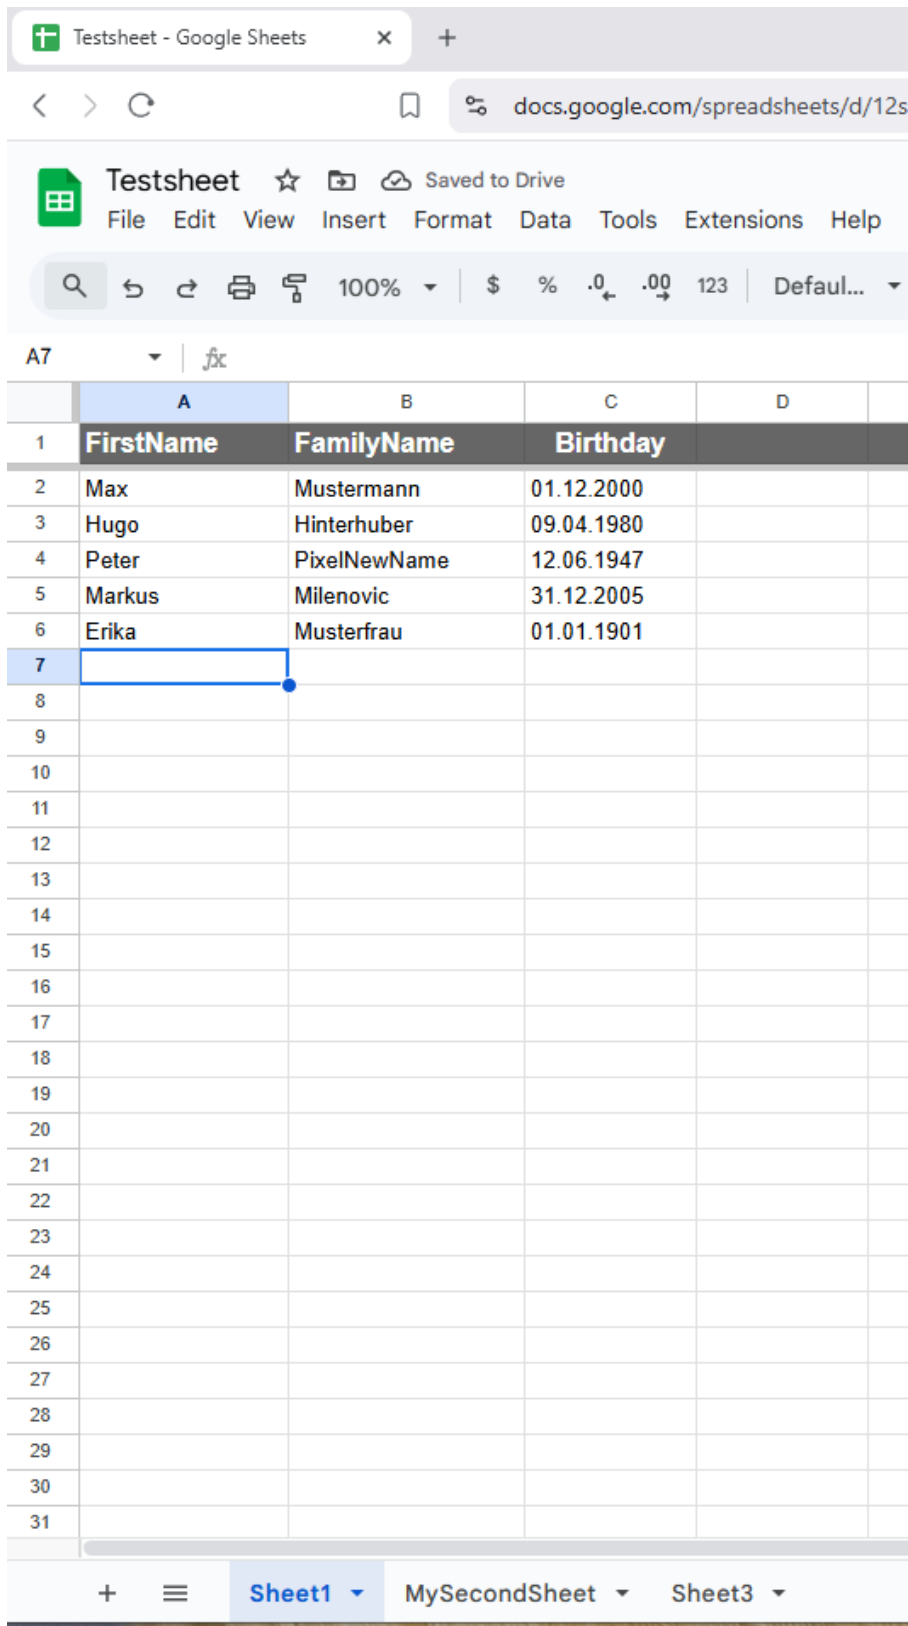 Testsheet - Google Sheets
docs.google.com/spreadsheets/d/12s
Testsheet Saved to Drive
File Edit View Insert Format Data Tools Extensions Help
100% $ % .0 .00 123 Defaul...
A7 fx
A B C D
1 FirstName FamilyName Birthday
2 Max Mustermann 01.12.2000
3 Hugo Hinterhuber 09.04.1980
4 Peter PixelNewName 12.06.1947
5 Markus Milenovic 31.12.2005
6 Erika Musterfrau 01.01.1901
7
8
9
10
11
12
13
14
15
16
17
18
19
20
21
22
23
24
25
26
27
28
29
30
31
Sheet1 MySecondSheet Sheet3